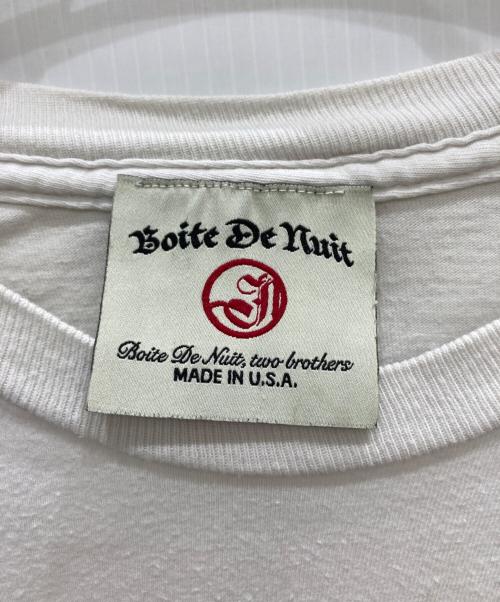 Boite De Nuit
J
Boite De Nuit, two brothers
MADE IN U.S.A.